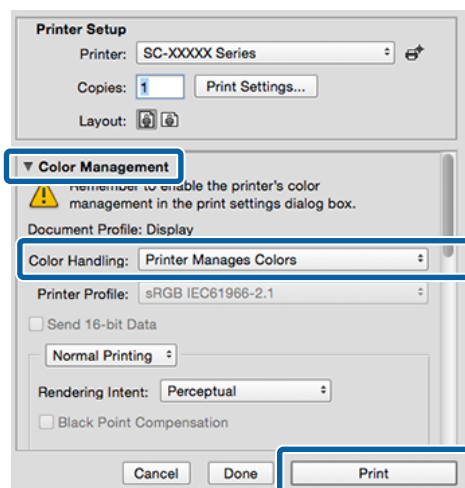 Printer Setup
Printer: SC-XXXXX Series
Copies: 1 Print Settings...
Layout:
Color Management
Remember to enable the printer's color
management in the print settings dialog box.
Document Profile: Display
Color Handling: Printer Manages Colors
Printer Profile: sRGB IEC61966-2.1
Send 16-bit Data
Normal Printing
Rendering Intent: Perceptual
Black Point Compensation
Cancel Done Print